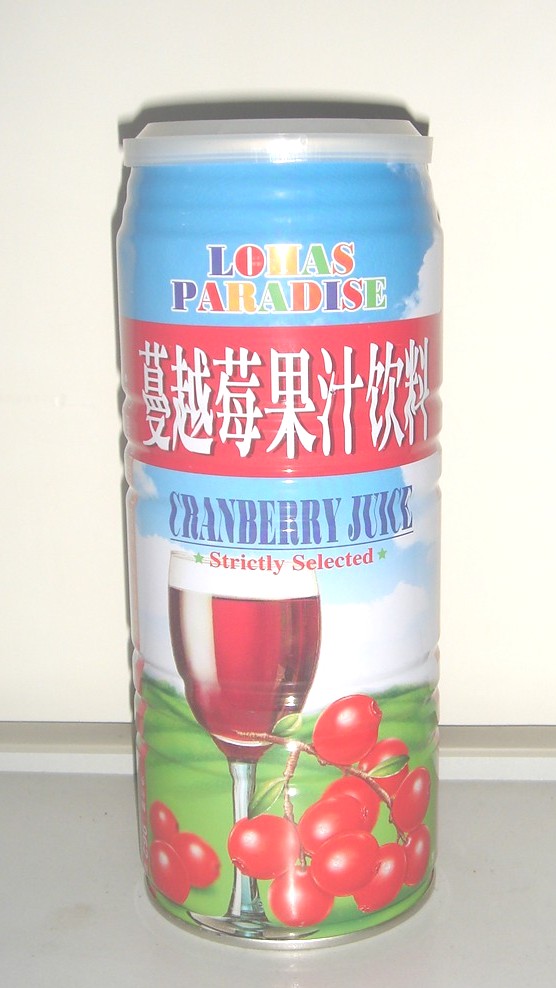 LOHAS
PARADISE
蔓越莓果汁饮料
CRANBERRY JUICE
Strictly Selected